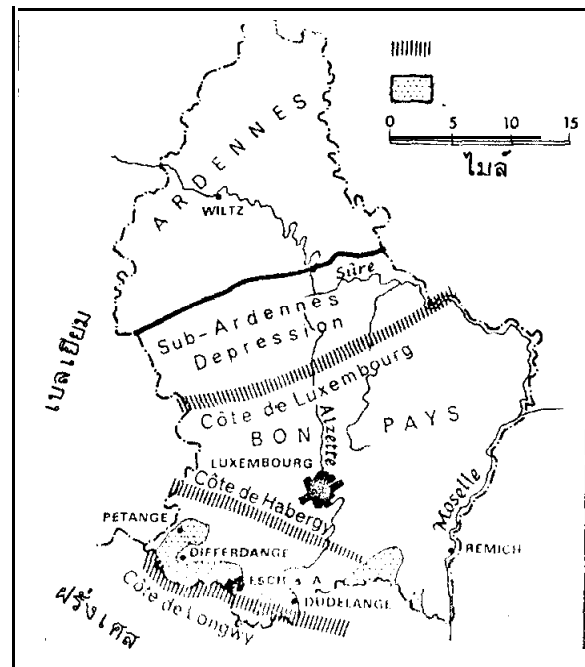 0 5 10 15
ไมล์
ARDENNES
WILTZ
Sûre
Sub-Ardennes
Depression
เบลเยียม
Côte de Luxembourg
BON PAYS
Alzette
LUXEMBOURG
Côte de Habergy
Moselle
PETANGE
DIFFERDANGE
REMICH
ESCH S A
DUDELANGE
Côte de Longwy
ฝรั่งเศส